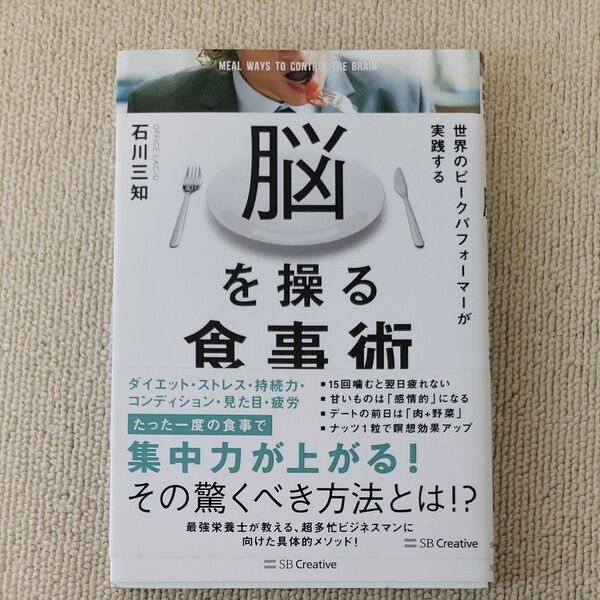 MEAL WAYS TO CONTROL THE BRAIN
世界のピークパフォーマーが
実践する
脳
を操る
食事術
石川三知
OFFICE LAC-U
ダイエット・ストレス・持続力・
コンディション・見た目・疲労
たった一度の食事で
■15回噛むと翌日疲れない
■甘いものは「感情的」になる
■デートの前日は「肉+野菜」
■ナッツ1粒で瞑想効果アップ
集中力が上がる!
その驚くべき方法とは!?
最強栄養士が教える、超多忙ビジネスマンに
向けた具体的メソッド!
SB Creative
SB Creative